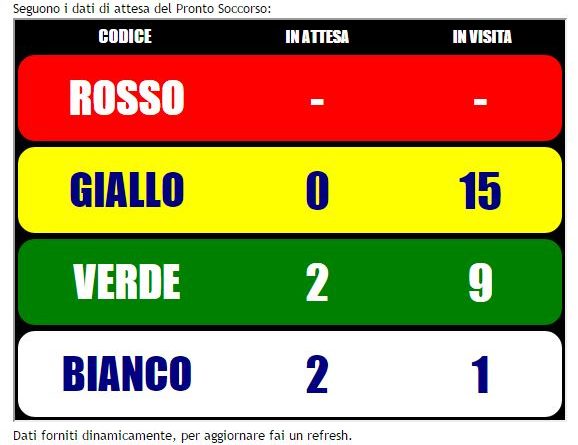 Seguono i dati di attesa del Pronto Soccorso:
CODICE IN ATTESA IN VISITA
ROSSO - -
GIALLO 0 15
VERDE 2 9
BIANCO 2 1
Dati forniti dinamicamente, per aggiornare fai un refresh.